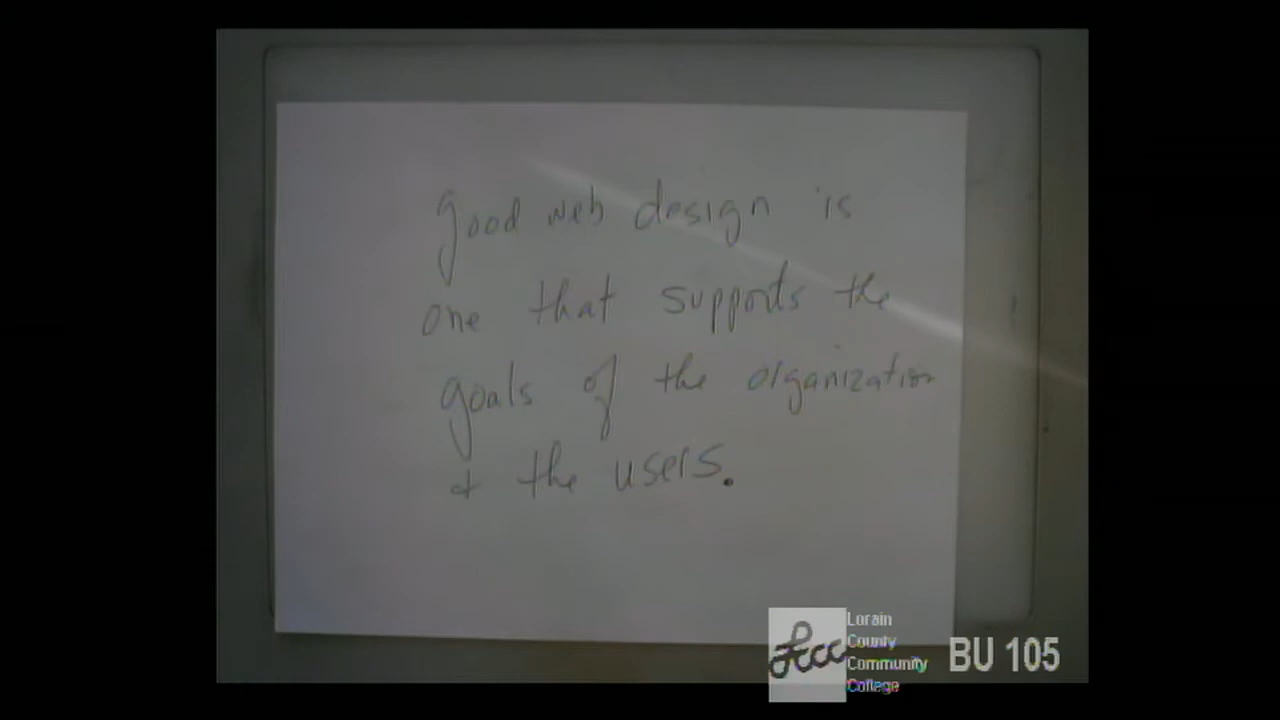 good web design is
one that supports the
goals of the organization
+ the users.
Lorain
County
Community
College
lccc
BU 105